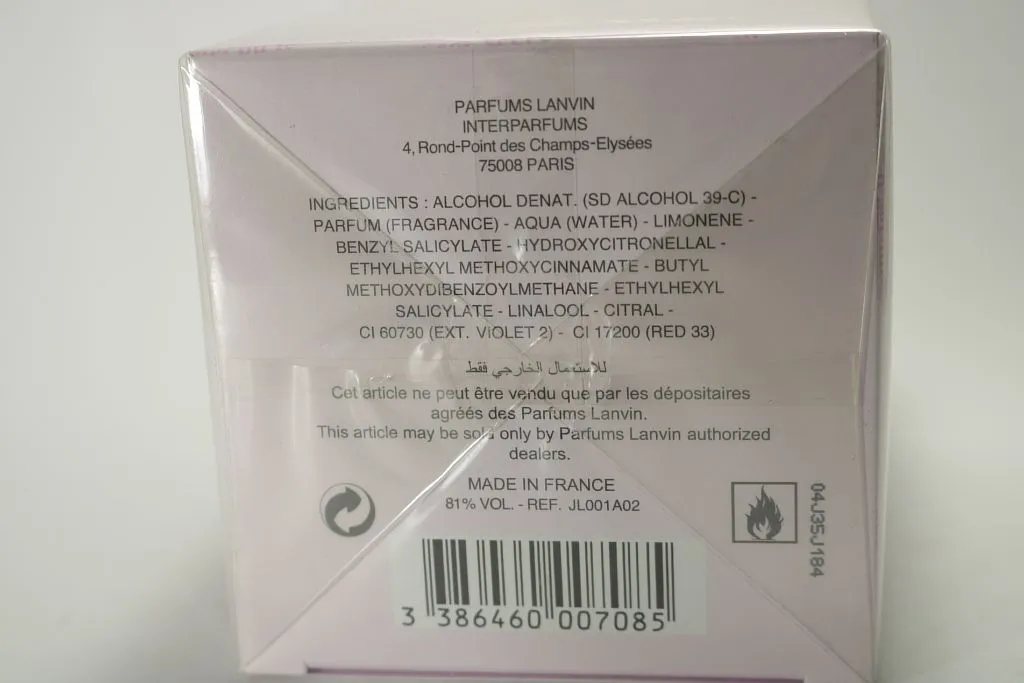 PARFUMS LANVIN
INTERPARFUMS
4, Rond-Point des Champs-Elysées
75008 PARIS
INGREDIENTS : ALCOHOL DENAT. (SD ALCOHOL 39-C) -
PARFUM (FRAGRANCE) - AQUA (WATER) - LIMONENE -
BENZYL SALICYLATE - HYDROXYCITRONELLAL -
ETHYLHEXYL METHOXYCINNAMATE - BUTYL
METHOXYDIBENZOYLMETHANE - ETHYLHEXYL
SALICYLATE - LINALOOL - CITRAL -
CI 60730 (EXT. VIOLET 2) - CI 17200 (RED 33)
للاستعمال الخارجي فقط
Cet article ne peut être vendu que par les dépositaires
agréés des Parfums Lanvin.
This article may be sold only by Parfums Lanvin authorized
dealers.
MADE IN FRANCE
81% VOL. - REF. JL001A02
04J35J184
3 386460 007085